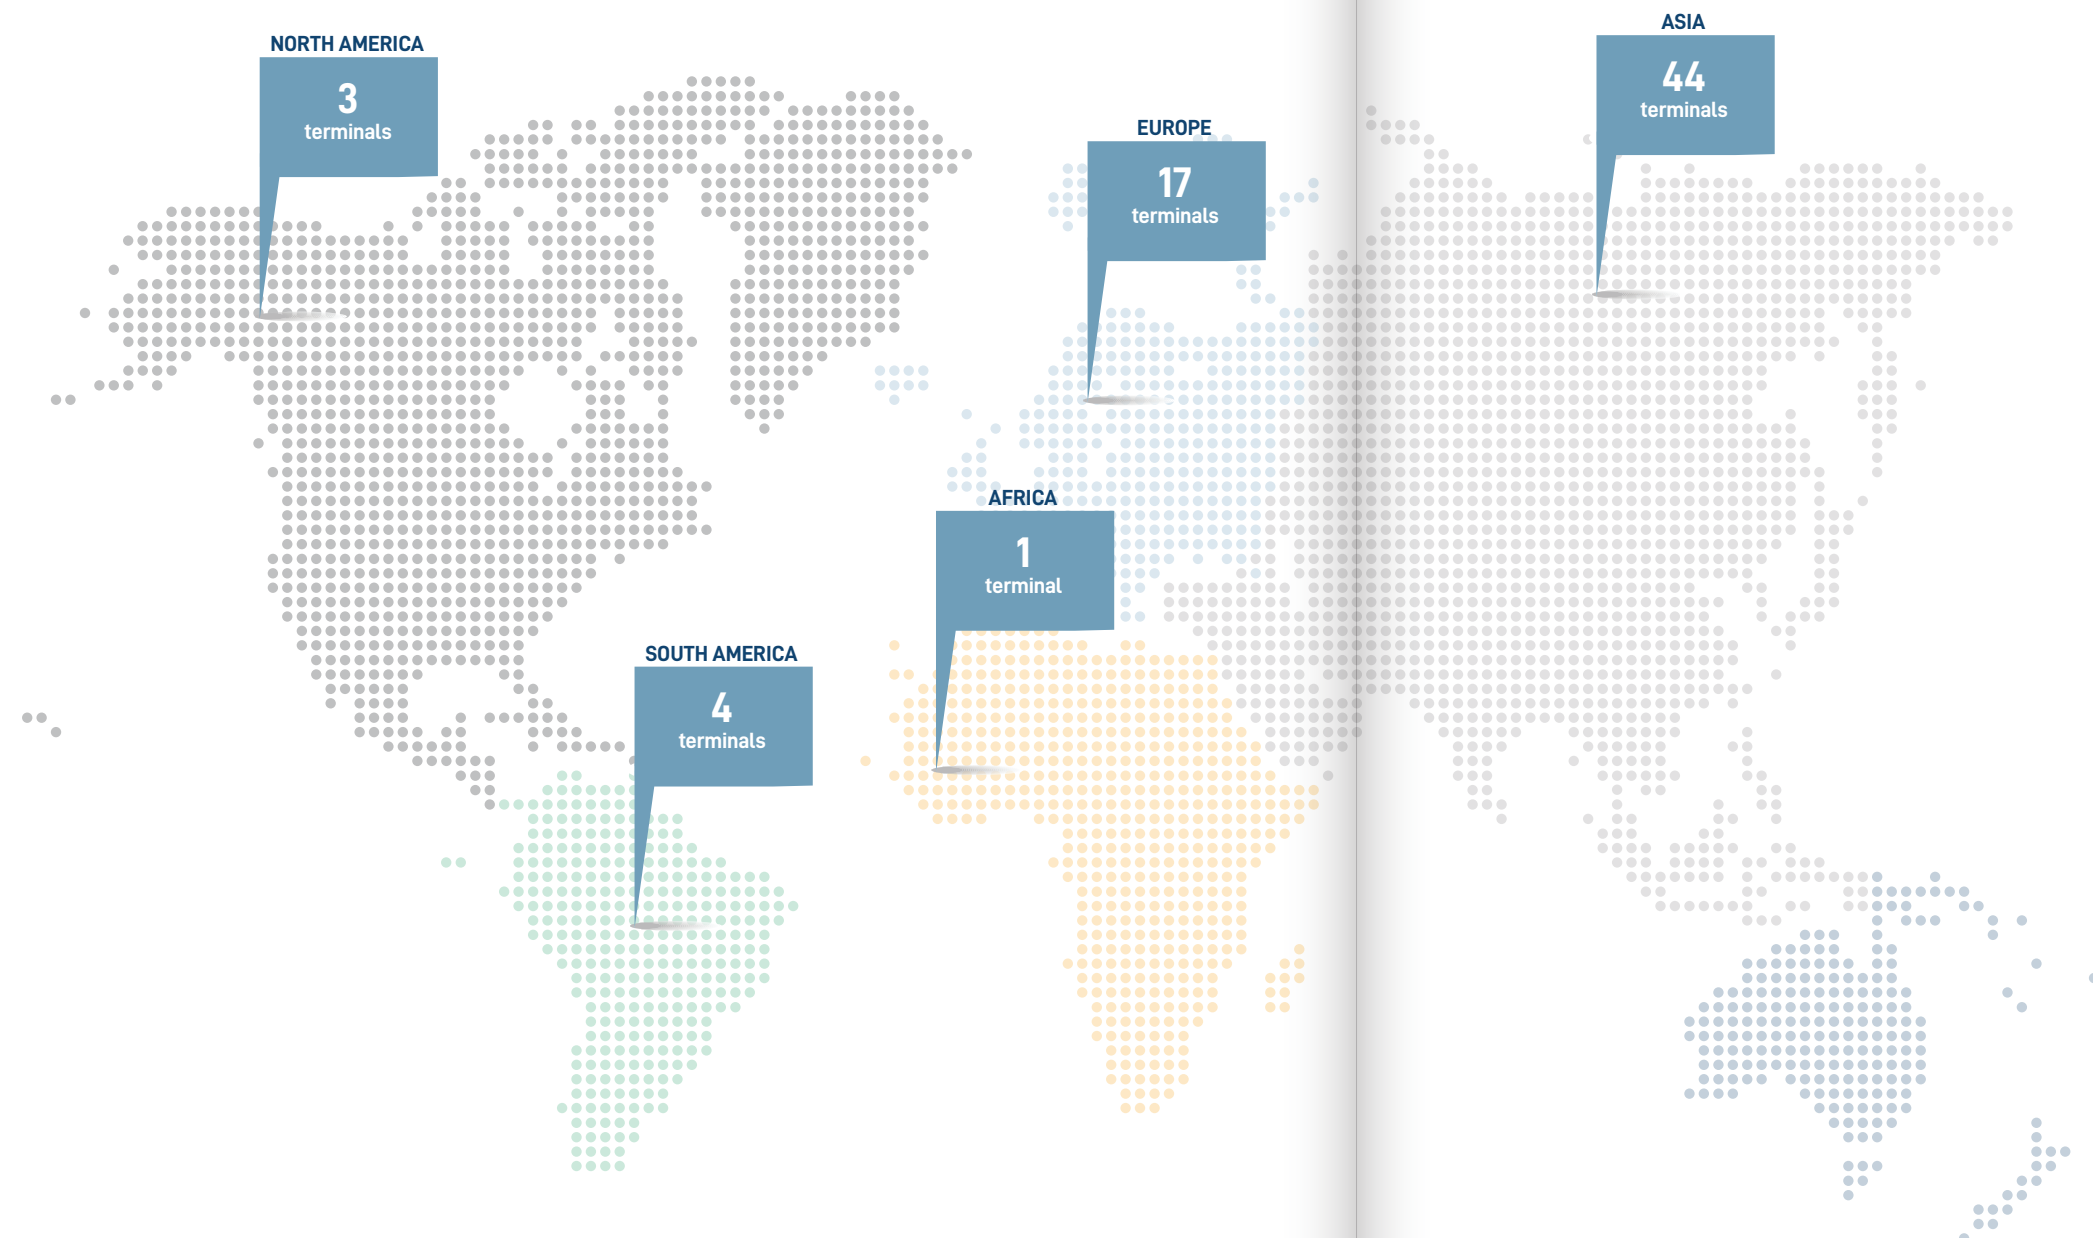 NORTH AMERICA
3
terminals
EUROPE
17
terminals
ASIA
44
terminals
AFRICA
1
terminal
SOUTH AMERICA
4
terminals